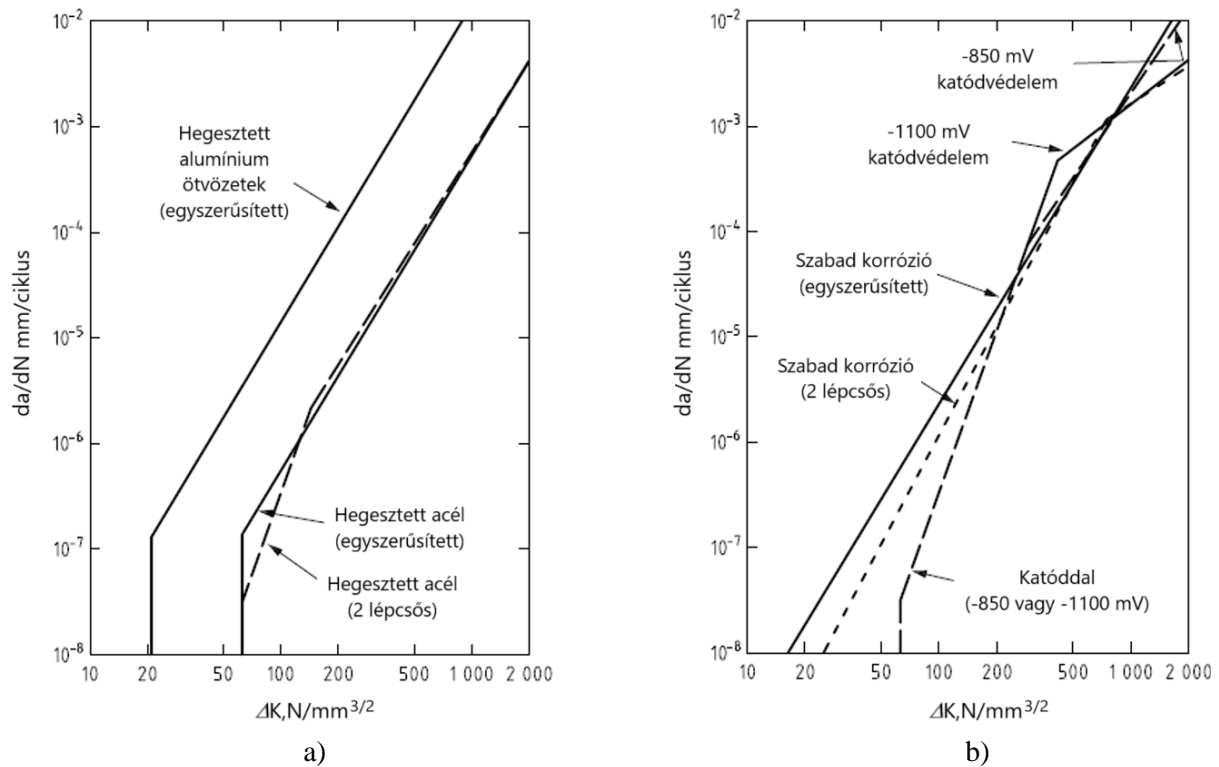 da/dN mm/ciklus
10⁻²
10⁻³
10⁻⁴
10⁻⁵
10⁻⁶
10⁻⁷
10⁻⁸
Hegesztett
alumínium
ötvözetek
(egyszerűsített)
Hegesztett acél
(egyszerűsített)
Hegesztett acél
(2 lépcsős)
10 20 50 100 200 500 1 000 2 000
ΔK,N/mm³/²
a)
da/dN mm/ciklus
10⁻²
10⁻³
10⁻⁴
10⁻⁵
10⁻⁶
10⁻⁷
10⁻⁸
-850 mV
katódvédelem
-1100 mV
katódvédelem
Szabad korrózió
(egyszerűsített)
Szabad korrózió
(2 lépcsős)
Katóddal
(-850 vagy -1100 mV)
10 20 50 100 200 500 1 000 2 000
ΔK,N/mm³/²
b)